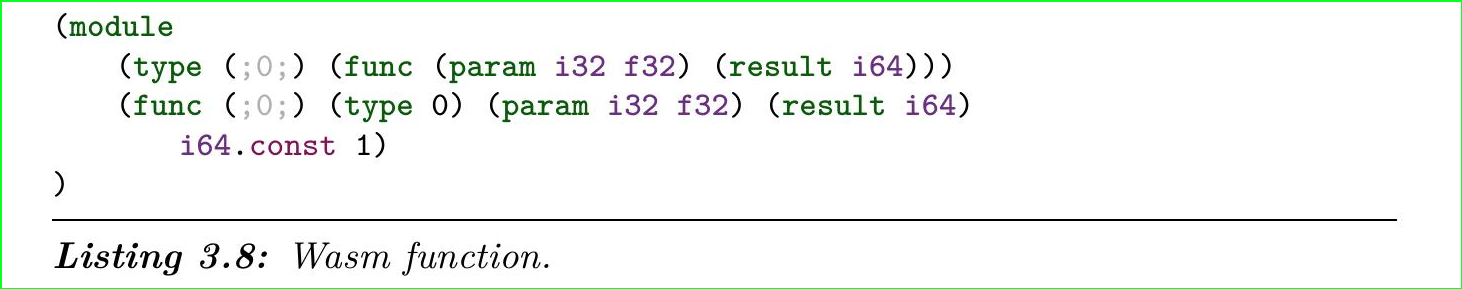 (module
    (type (;0;) (func (param i32 f32) (result i64)))
    (func (;0;) (type 0) (param i32 f32) (result i64)
        i64.const 1)
)
Listing 3.8: Wasm function.